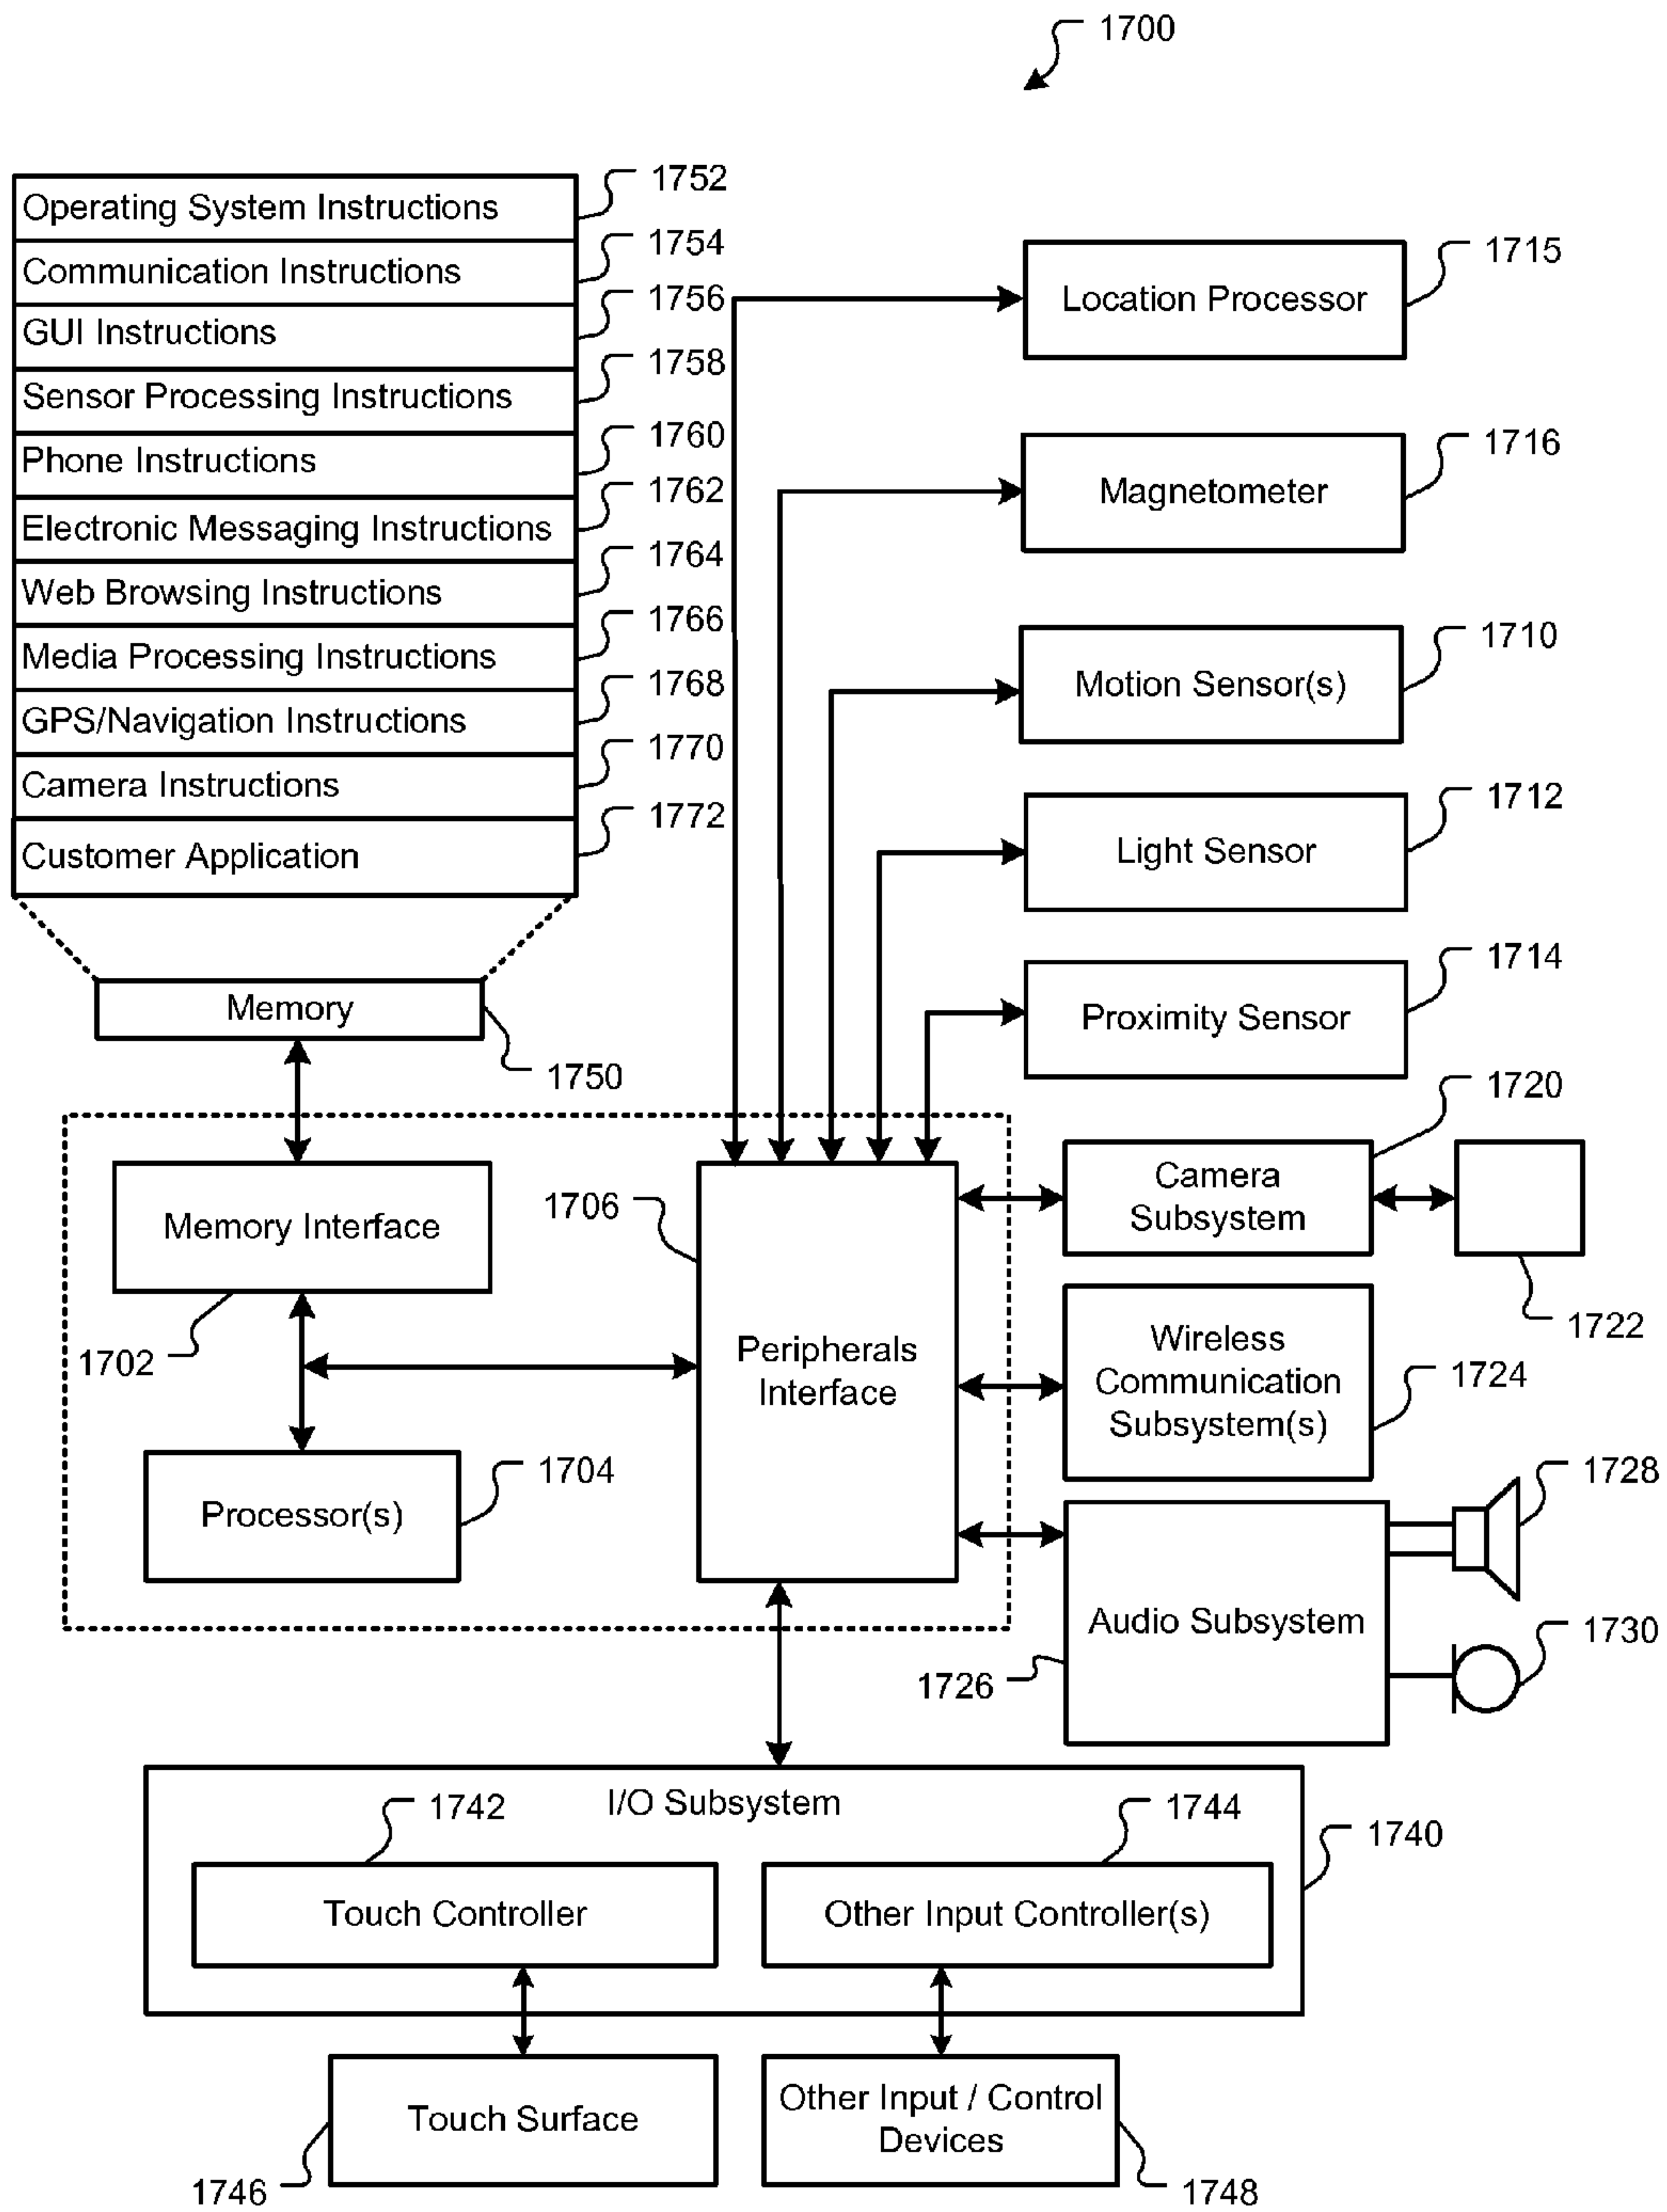 1700
Operating System Instructions
1752
Communication Instructions
1754
GUI Instructions
1756
Sensor Processing Instructions
1758
Phone Instructions
1760
Electronic Messaging Instructions
1762
Web Browsing Instructions
1764
Media Processing Instructions
1766
GPS/Navigation Instructions
1768
Camera Instructions
1770
Customer Application
1772
Memory
1750
Location Processor
1715
Magnetometer
1716
Motion Sensor(s)
1710
Light Sensor
1712
Proximity Sensor
1714
Memory Interface
1702
Processor(s)
1704
1706
Peripherals
Interface
Camera
Subsystem
1720
1722
Wireless
Communication
Subsystem(s)
1724
Audio Subsystem
1726
1728
1730
I/O Subsystem
1740
1742
Touch Controller
1744
Other Input Controller(s)
Touch Surface
1746
Other Input / Control
Devices
1748